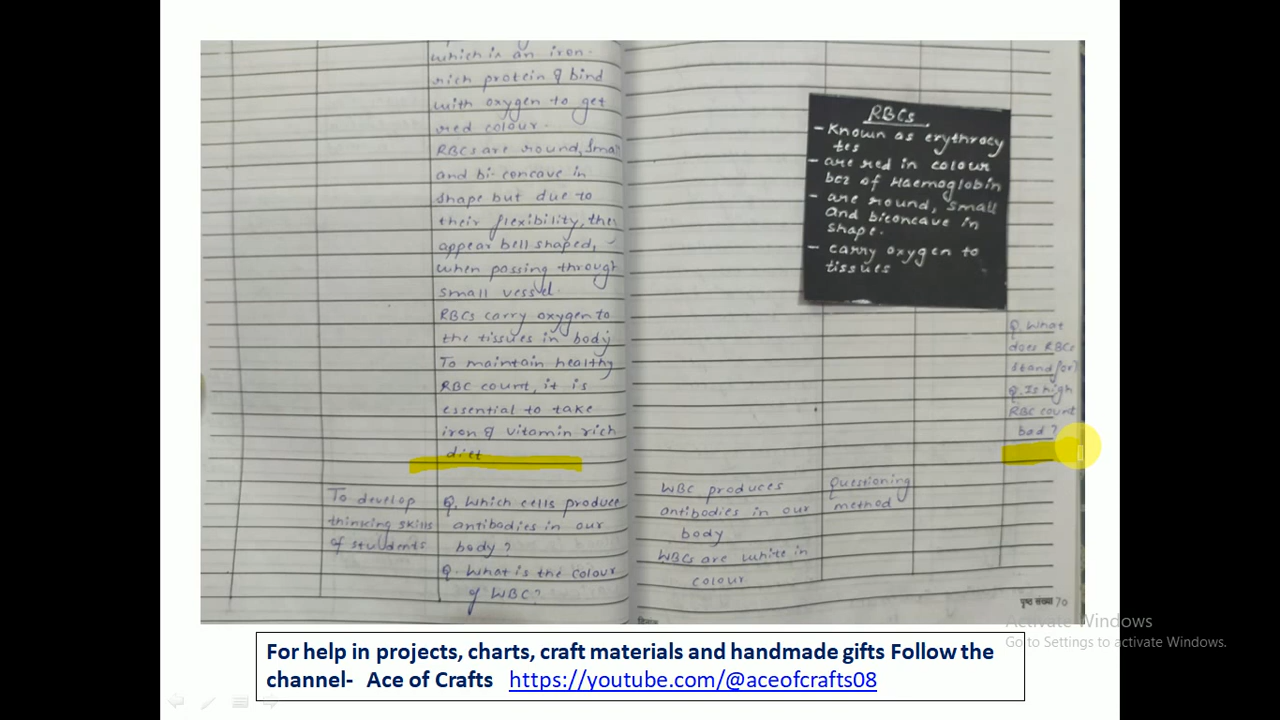 which is an iron-
rich protein & bind
with oxygen to get
red colour.
RBCs are round, small
and bi-concave in
shape but due to
their flexibility, they
appear bell shaped,
when passing through
small vessel.
RBCs carry oxygen to
the tissues in body
To maintain healthy
RBC count, it is
essential to take
iron & vitamin rich
diet
To develop
thinking skills
of students
Q. Which cells produce
antibodies in our
body?
Q. What is the colour
of WBC?
RBCs
- Known as erythrocy
tes
- are red in colour
bcz of Haemoglobin
- are round, small
and biconcave in
shape.
- carry oxygen to
tissues
Q. What
does RBCs
stand for?
Q. Is high
RBC count
bad?
WBC produces
antibodies in our
body
WBCs are white in
colour
Questioning
method
पृष्ठ संख्या 70
Activate Windows
Go to Settings to activate Windows.
For help in projects, charts, craft materials and handmade gifts Follow the
channel- Ace of Crafts https://youtube.com/@aceofcrafts08